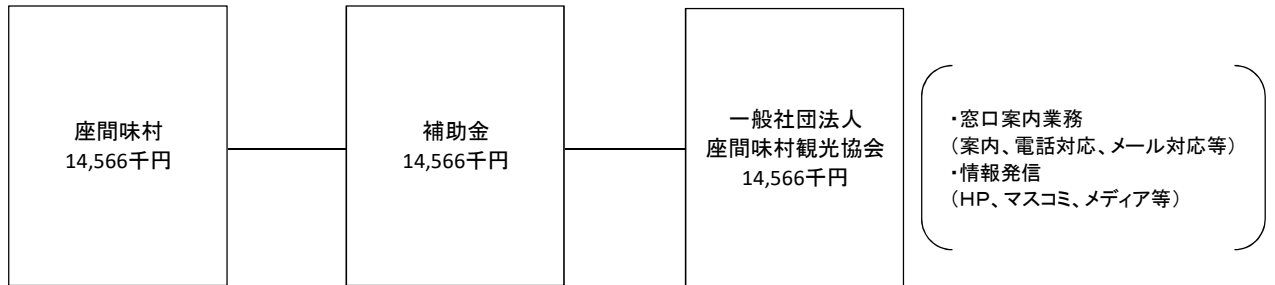 座間味村
14,566千円
補助金
14,566千円
一般社団法人
座間味村観光協会
14,566千円
・窓口案内業務
(案内、電話対応、メール対応等)
・情報発信
(HP、マスコミ、メディア等)